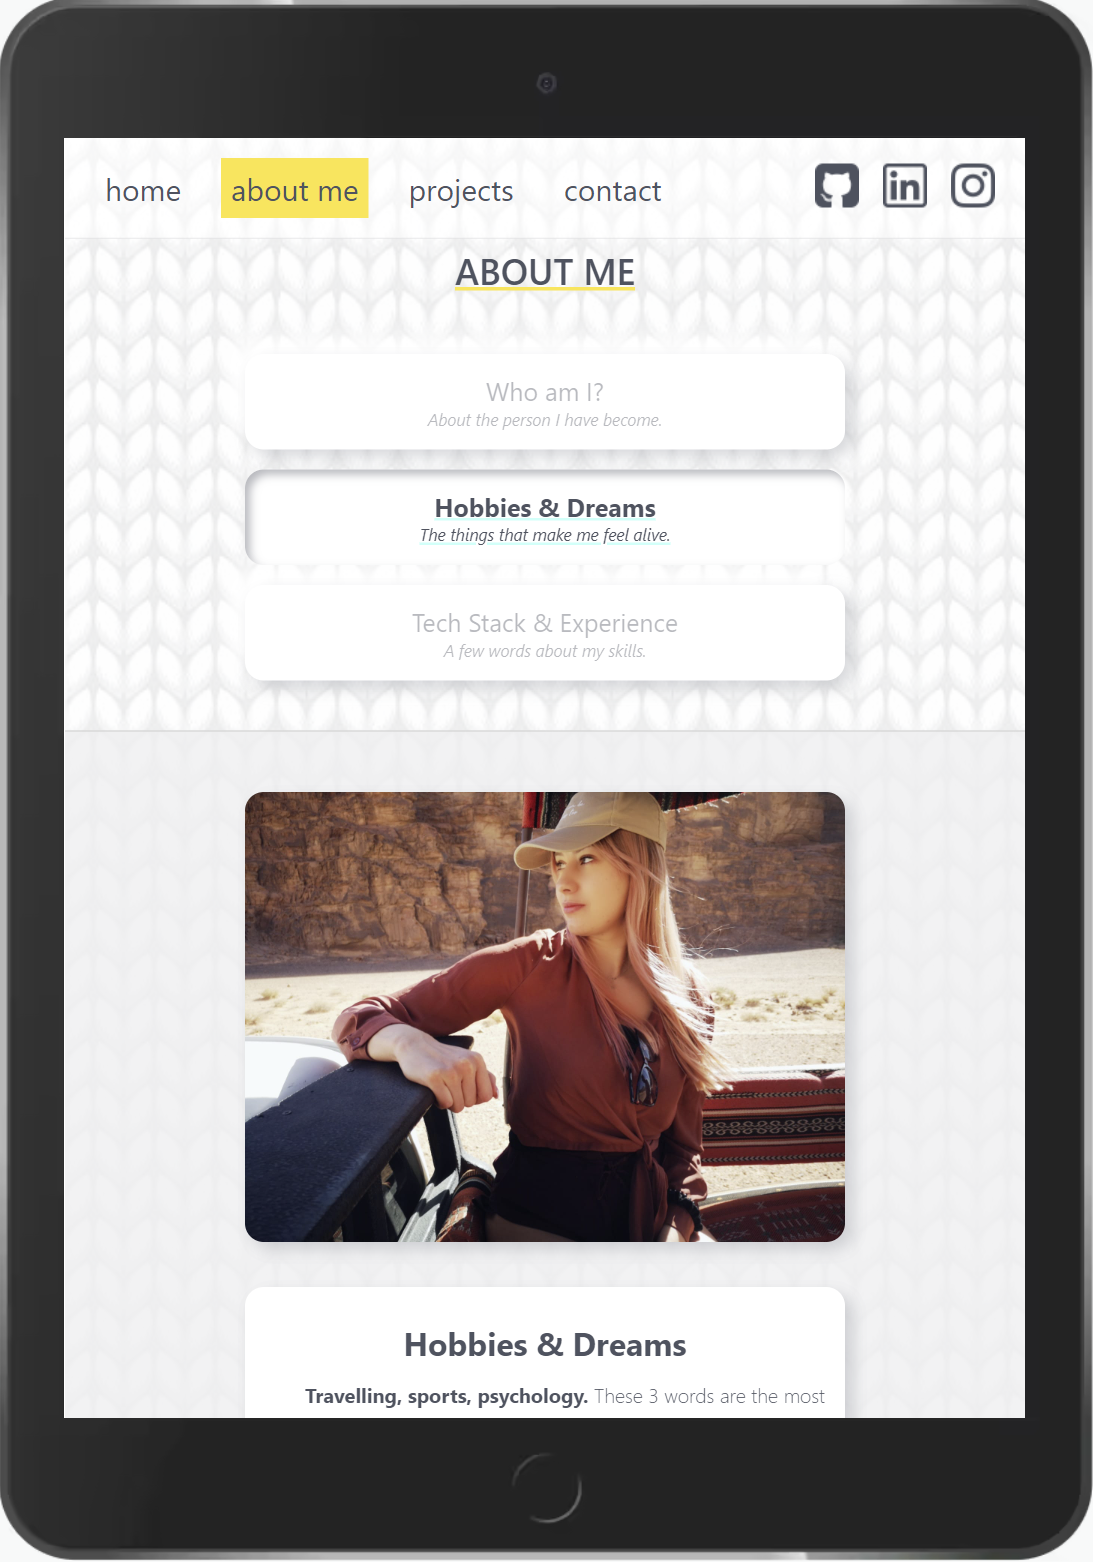 home about me projects contact
ABOUT ME
Who am I?
About the person I have become.
Hobbies & Dreams
The things that make me feel alive.
Tech Stack & Experience
A few words about my skills.
Hobbies & Dreams
Travelling, sports, psychology. These 3 words are the most